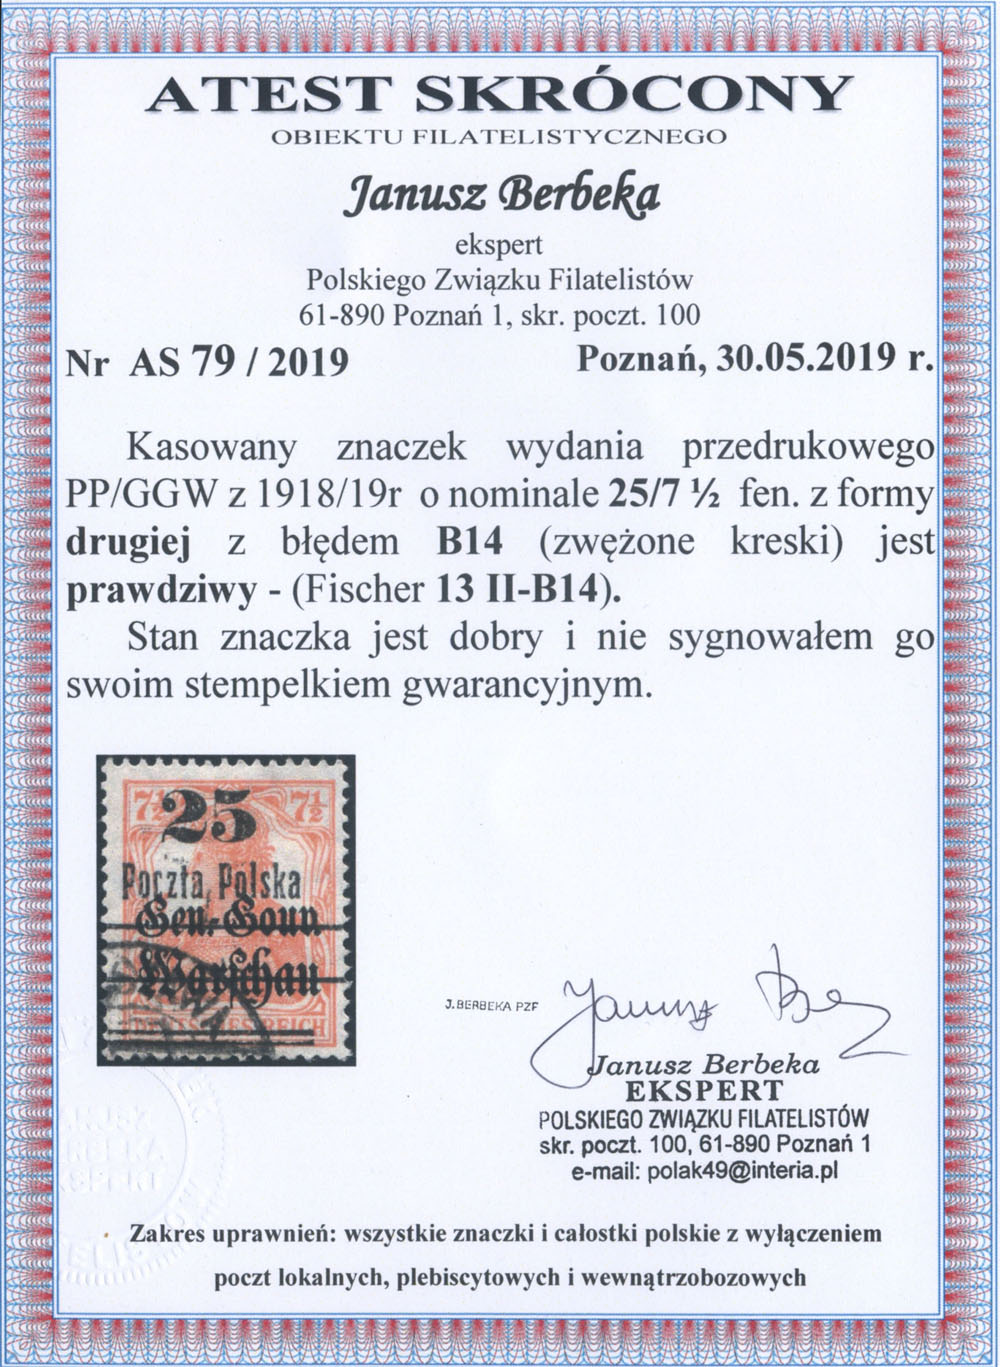 ATEST SKRÓCONY
OBIEKTU FILATELISTYCZNEGO
Janusz Berbeka
ekspert
Polskiego Związku Filatelistów
61-890 Poznań 1, skr. poczt. 100
Nr AS 79 / 2019 Poznań, 30.05.2019 r.
Kasowany znaczek wydania przedrukowego
PP/GGW z 1918/19r o nominale 25/7 ½ fen. z formy
drugiej z błędem B14 (zwężone kreski) jest
prawdziwy - (Fischer 13 II-B14).
Stan znaczka jest dobry i nie sygnowałem go
swoim stempelkiem gwarancyjnym.
7½ 25 7½
Poczta Polska
Gen.-Gouv.
Warschau
DEUTSCHES REICH
J.BERBEKA PZF
Janusz Berbeka
EKSPERT
POLSKIEGO ZWIĄZKU FILATELISTÓW
skr. poczt. 100, 61-890 Poznań 1
e-mail: polak49@interia.pl
JANUSZ
BERBEKA
EKSPERT
Zakres uprawnień: wszystkie znaczki i całostki polskie z wyłączeniem
poczt lokalnych, plebiscytowych i wewnątrzobozowych